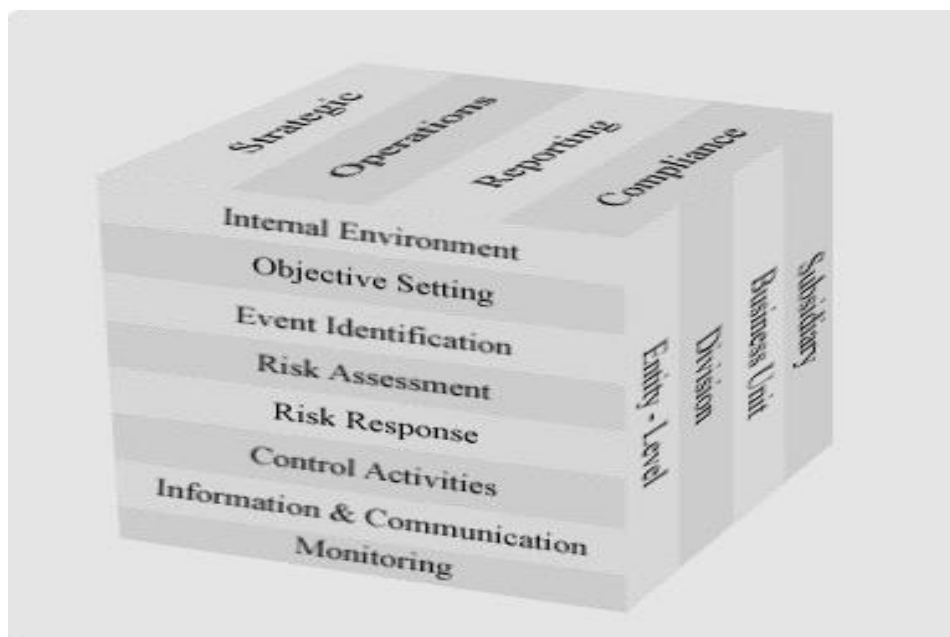 Strategic
Operations
Reporting
Compliance
Internal Environment
Objective Setting
Event Identification
Risk Assessment
Risk Response
Control Activities
Information & Communication
Monitoring
Entity - Level
Division
Business Unit
Subsidiary